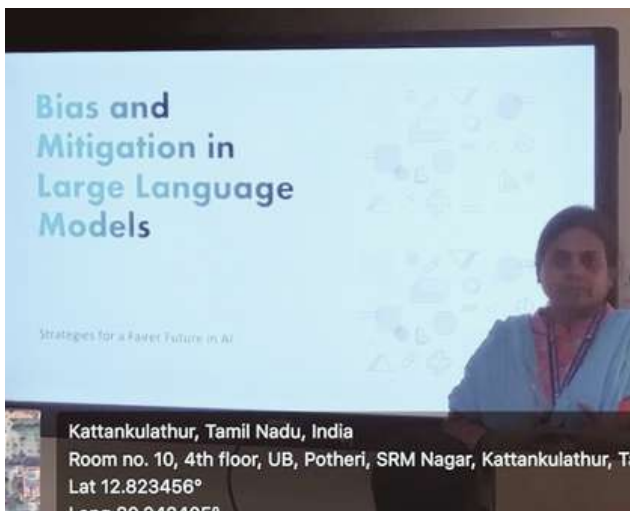 Bias and
Mitigation in
Large Language
Models
Strategies for a Fairer Future in AI
Kattankulathur, Tamil Nadu, India
Room no. 10, 4th floor, UB, Potheri, SRM Nagar, Kattankulathur, T
Lat 12.823456°